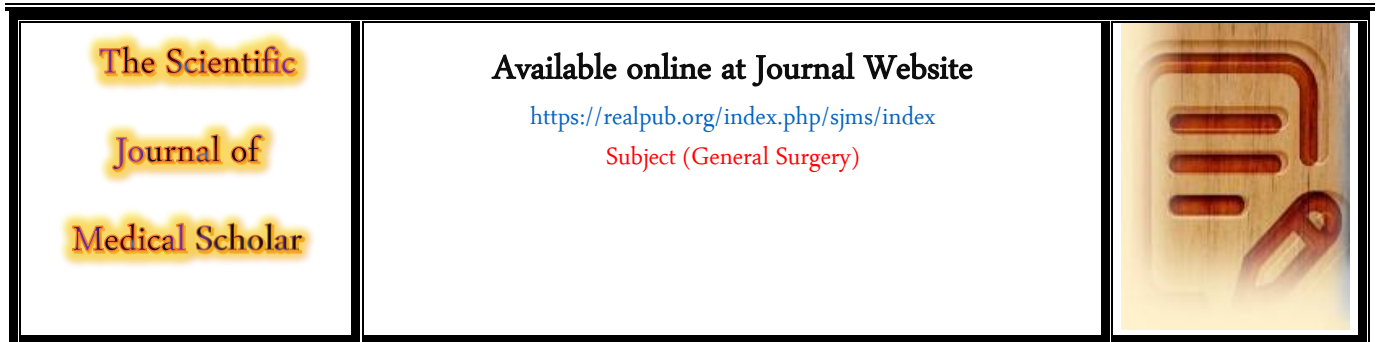 The Scientific
Journal of
Medical Scholar
Available online at Journal Website
https://realpub.org/index.php/sjms/index
Subject (General Surgery)